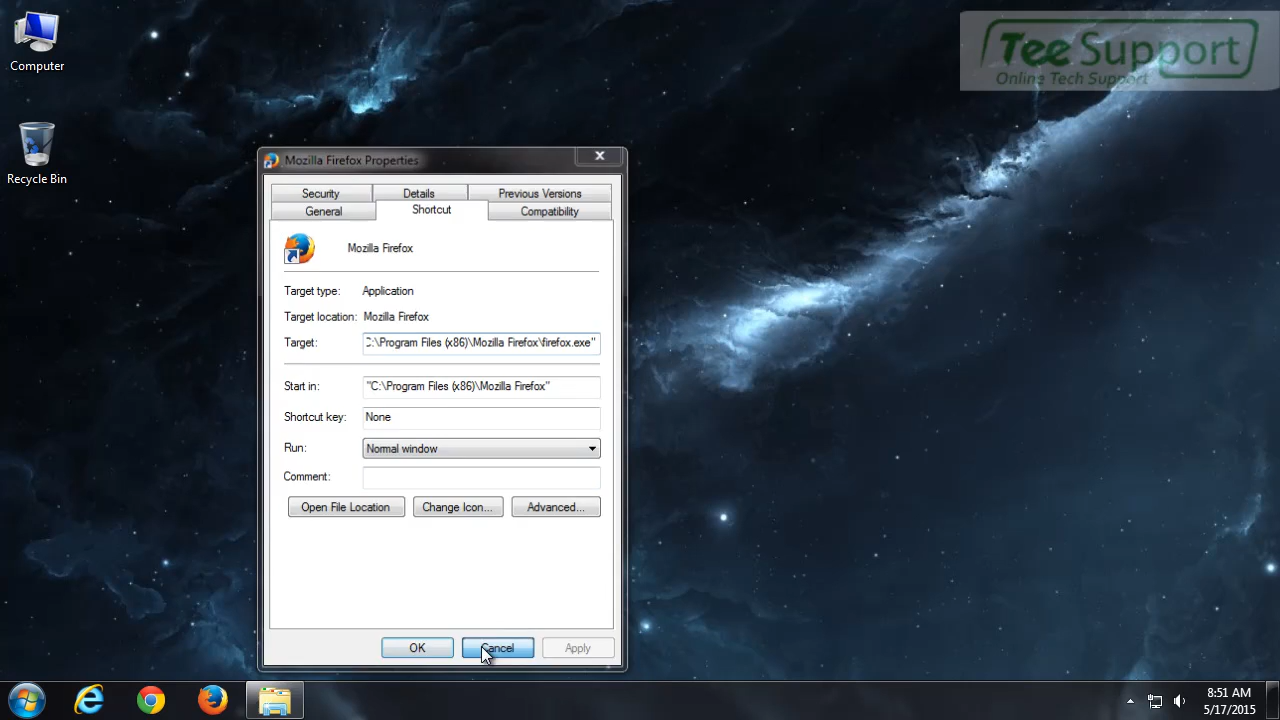 Computer
Recycle Bin
Tee Support
Online Tech Support
Mozilla Firefox Properties
Security Details Previous Versions
General Shortcut Compatibility
Mozilla Firefox
Target type: Application
Target location: Mozilla Firefox
Target: C:\Program Files (x86)\Mozilla Firefox\firefox.exe"
Start in: "C:\Program Files (x86)\Mozilla Firefox"
Shortcut key: None
Run: Normal window
Comment:
Open File Location Change Icon... Advanced...
OK Cancel Apply
8:51 AM
5/17/2015